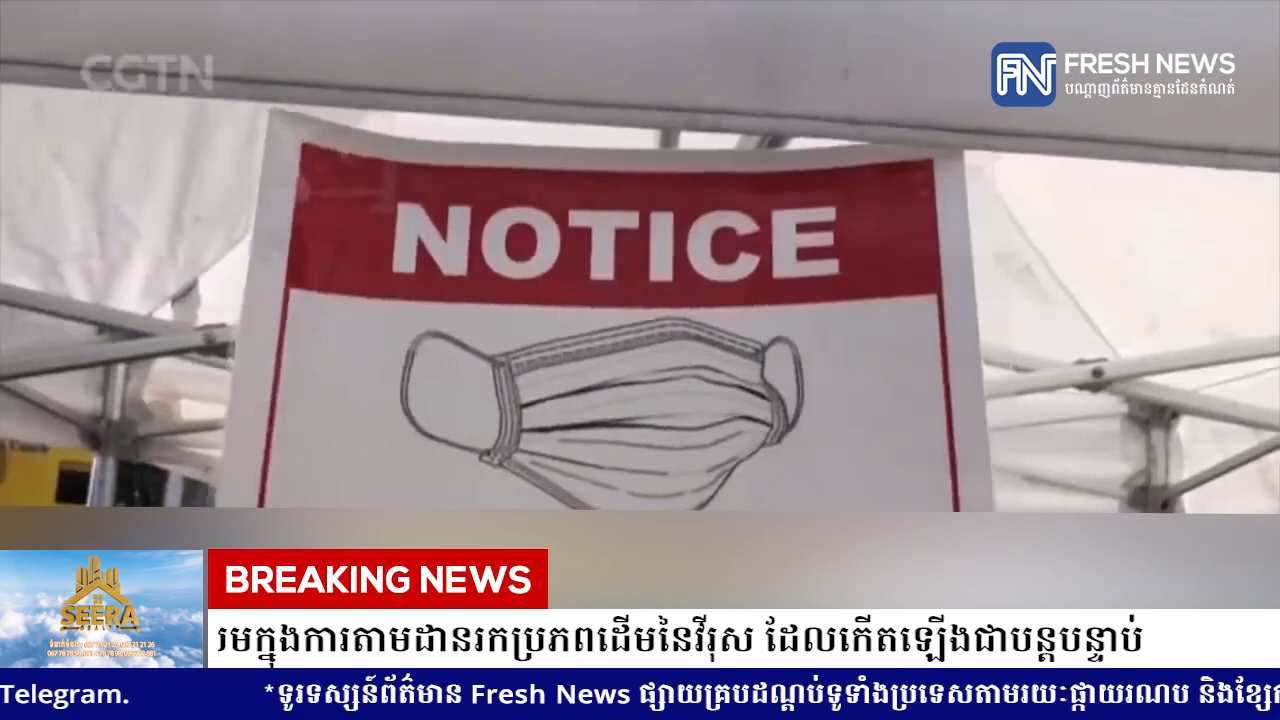 CGTN
FRESH NEWS
បណ្ដាញព័ត៌មានគ្មានដែនកំណត់
NOTICE
BREAKING NEWS
SEERA
រមក្នុងការតាមដានរកប្រភពដើមនៃវីរុស ដែលកើតឡើងជាបន្តបន្ទាប់
Telegram. *ទូរទស្សន៍ព័ត៌មាន Fresh News ផ្សាយគ្របដណ្ដប់ទូទាំងប្រទេសតាមរយៈផ្កាយរណប និងខ្សែ